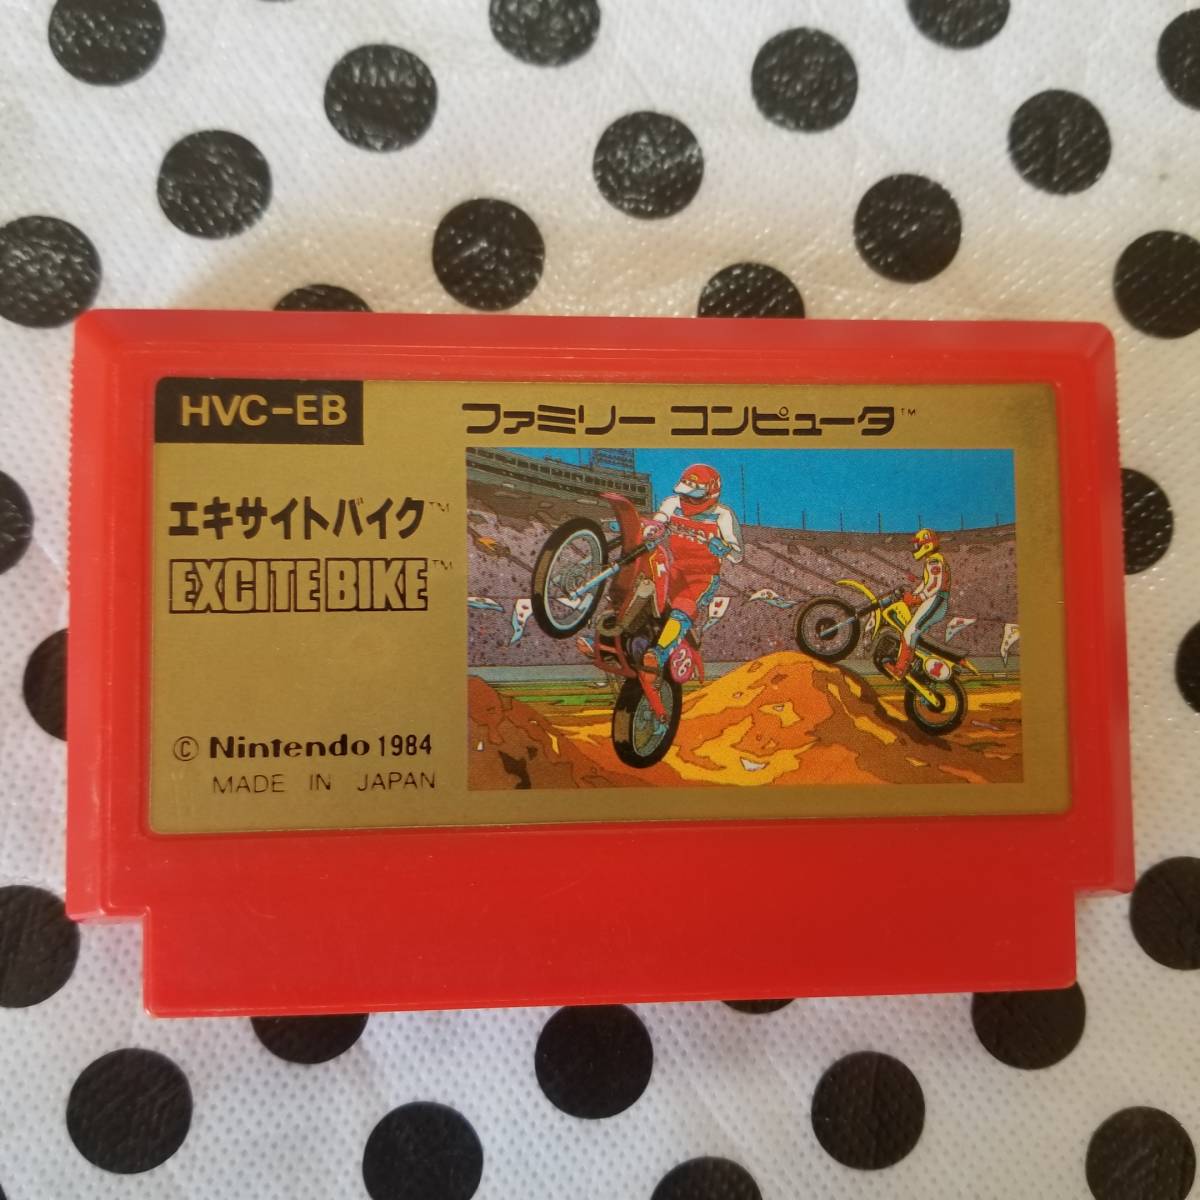 HVC-EB
ファミリー コンピュータ™
エキサイトバイク™
EXCITEBIKE™
© Nintendo 1984
MADE IN JAPAN
26